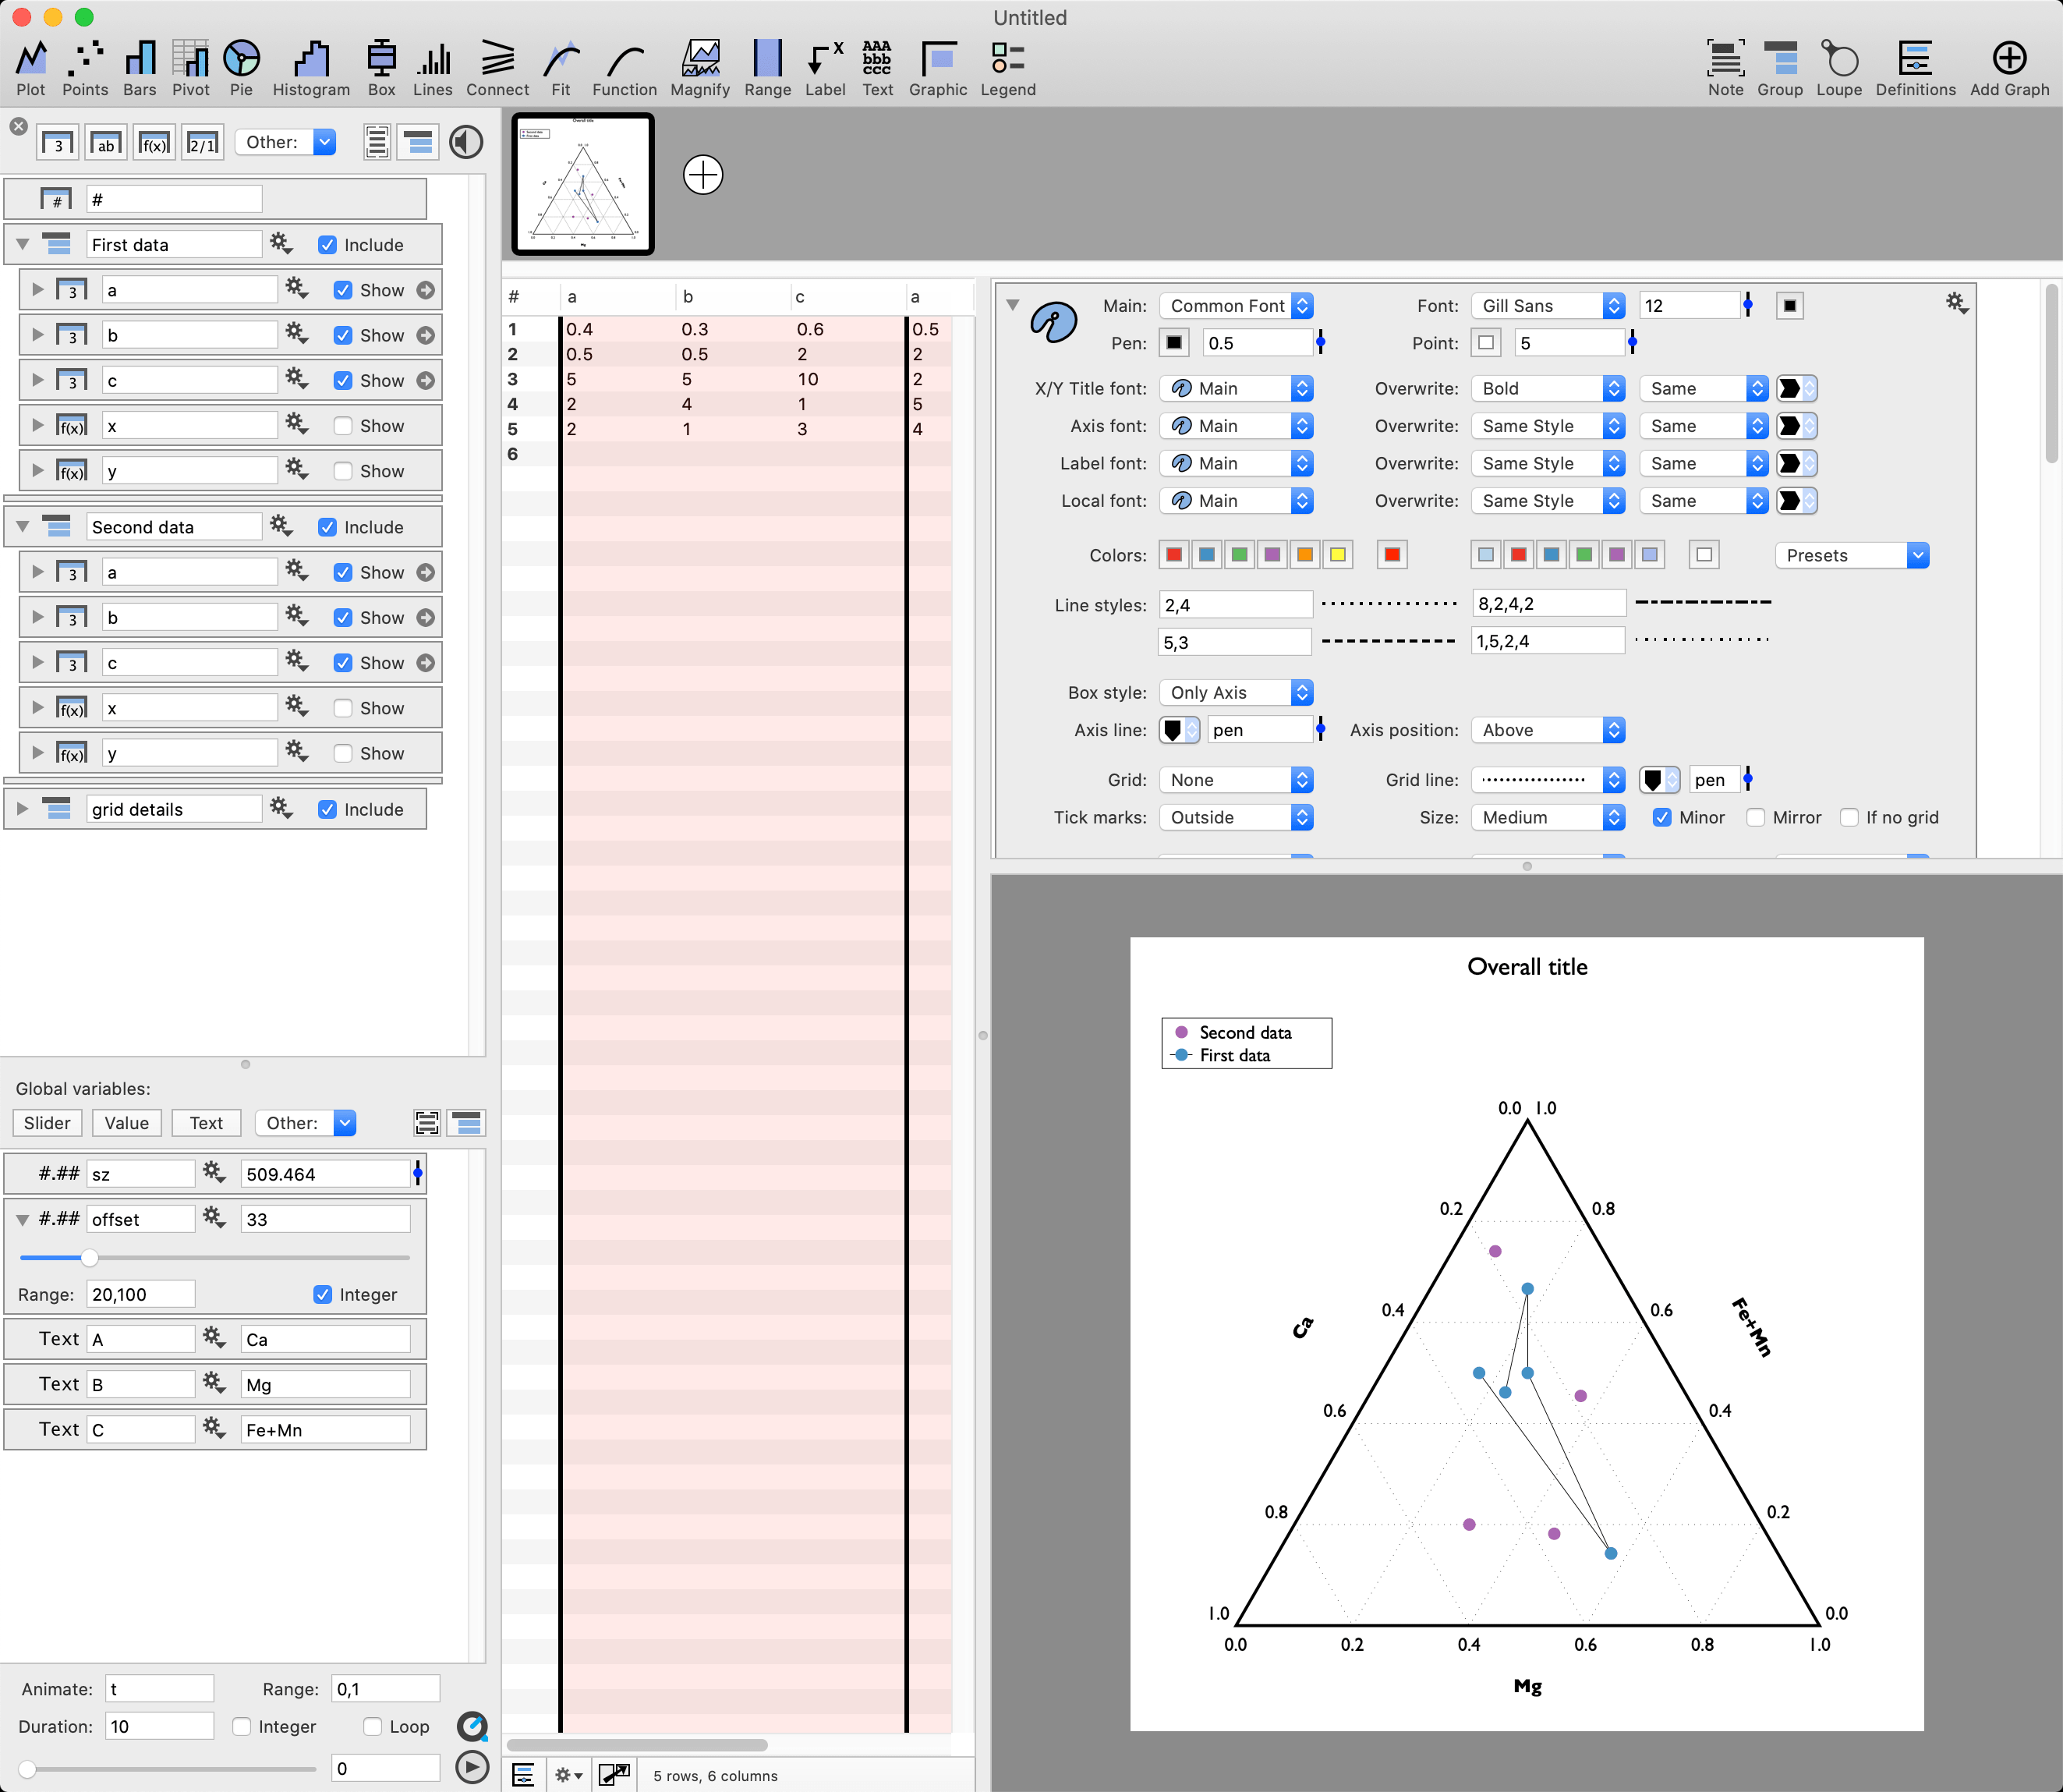 Untitled
Plot Points Bars Pivot Pie Histogram Box Lines Connect Fit Function Magnify Range Label Text Graphic Legend Note Group Loupe Definitions Add Graph
AAA
bbb
ccc
X
3 ab f(x) 2/1 Other:
# #
First data Include
3 a Show
3 b Show
3 c Show
f(x) x Show
f(x) y Show
Second data Include
3 a Show
3 b Show
3 c Show
f(x) x Show
f(x) y Show
grid details Include
Global variables:
Slider Value Text Other:
#.## sz 509.464
#.## offset 33
Range: 20,100 Integer
Text A Ca
Text B Mg
Text C Fe+Mn
Animate: t Range: 0,1
Duration: 10 Integer Loop
0
# a b c a
1 0.4 0.3 0.6 0.5
2 0.5 0.5 2 2
3 5 5 10 2
4 2 4 1 5
5 2 1 3 4
6
5 rows, 6 columns
Main: Common Font Font: Gill Sans 12
Pen: 0.5 Point: 5
X/Y Title font: Main Overwrite: Bold Same
Axis font: Main Overwrite: Same Style Same
Label font: Main Overwrite: Same Style Same
Local font: Main Overwrite: Same Style Same
Colors: Presets
Line styles: 2,4 8,2,4,2
5,3 1,5,2,4
Box style: Only Axis
Axis line: pen Axis position: Above
Grid: None Grid line: pen
Tick marks: Outside Size: Medium Minor Mirror If no grid
Overall title
Second data
First data
0.0 1.0
0.2 0.8
0.4 0.6
Ca Fe+Mn
0.6 0.4
0.8 0.2
1.0 0.0
0.0 0.2 0.4 0.6 0.8 1.0
Mg